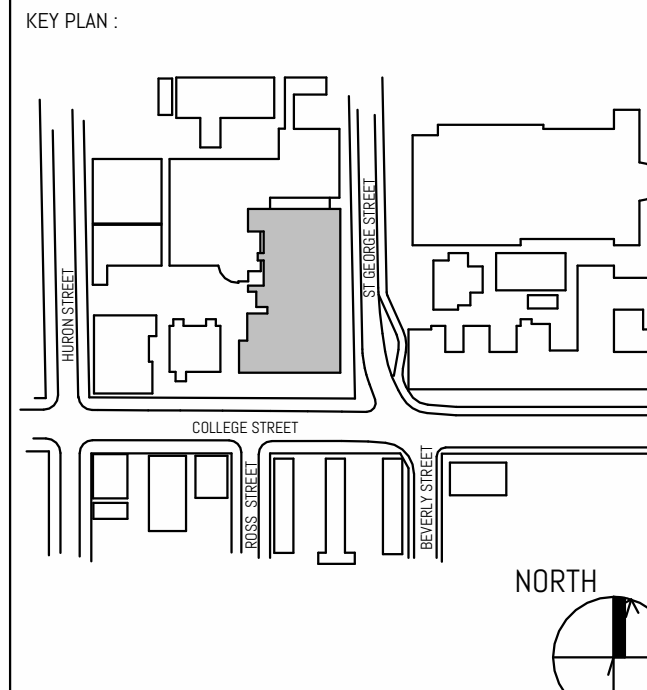 KEY PLAN :
ST GEORGE STREET
HURON STREET
COLLEGE STREET
ROSS STREET
BEVERLY STREET
NORTH